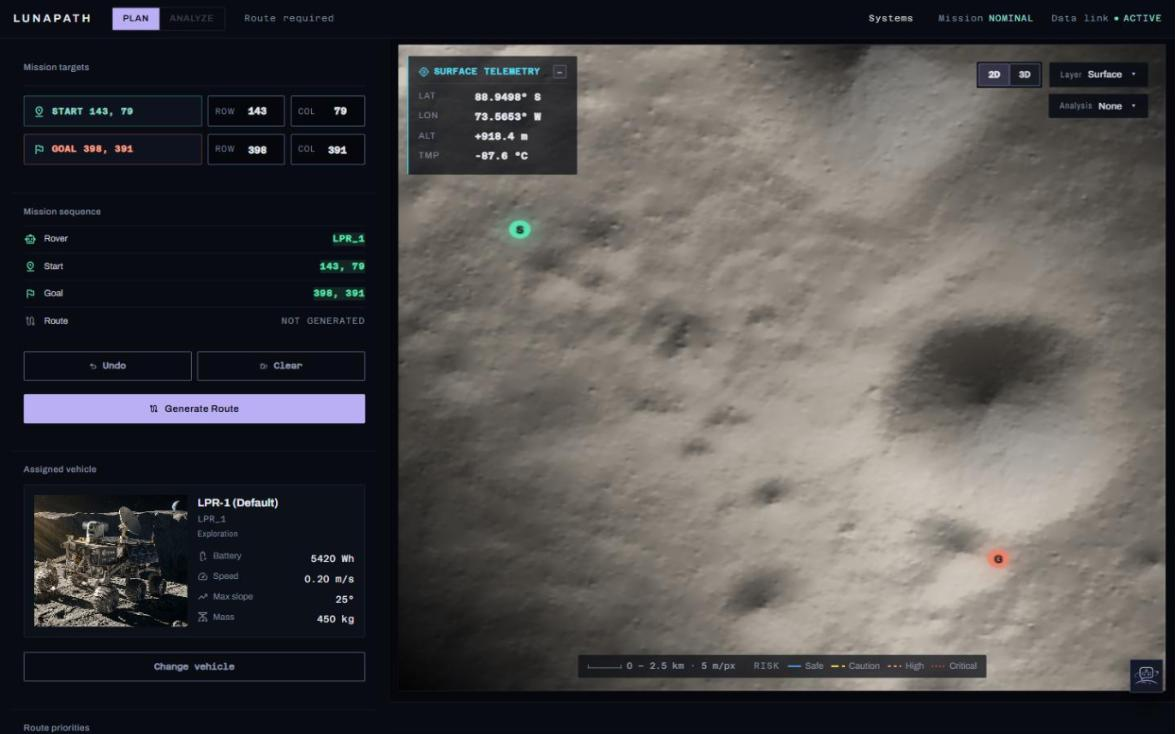 LUNAPATH PLAN ANALYZE Route required Systems Mission NOMINAL Data link • ACTIVE
Mission targets
START 143, 79 ROW 143 COL 79
GOAL 398, 391 ROW 398 COL 391
Mission sequence
Rover LPR_1
Start 143, 79
Goal 398, 391
Route NOT GENERATED
Undo Clear
Generate Route
Assigned vehicle
LPR-1 (Default)
LPR_1
Exploration
Battery 5420 Wh
Speed 0.20 m/s
Max slope 25°
Mass 450 kg
Change vehicle
Route priorities
SURFACE TELEMETRY –
LAT 88.9498° S
LON 73.5653° W
ALT +918.4 m
TMP -87.6 °C
2D 3D Layer Surface
Analysis None
S
G
0 – 2.5 km · 5 m/px RISK Safe Caution High Critical